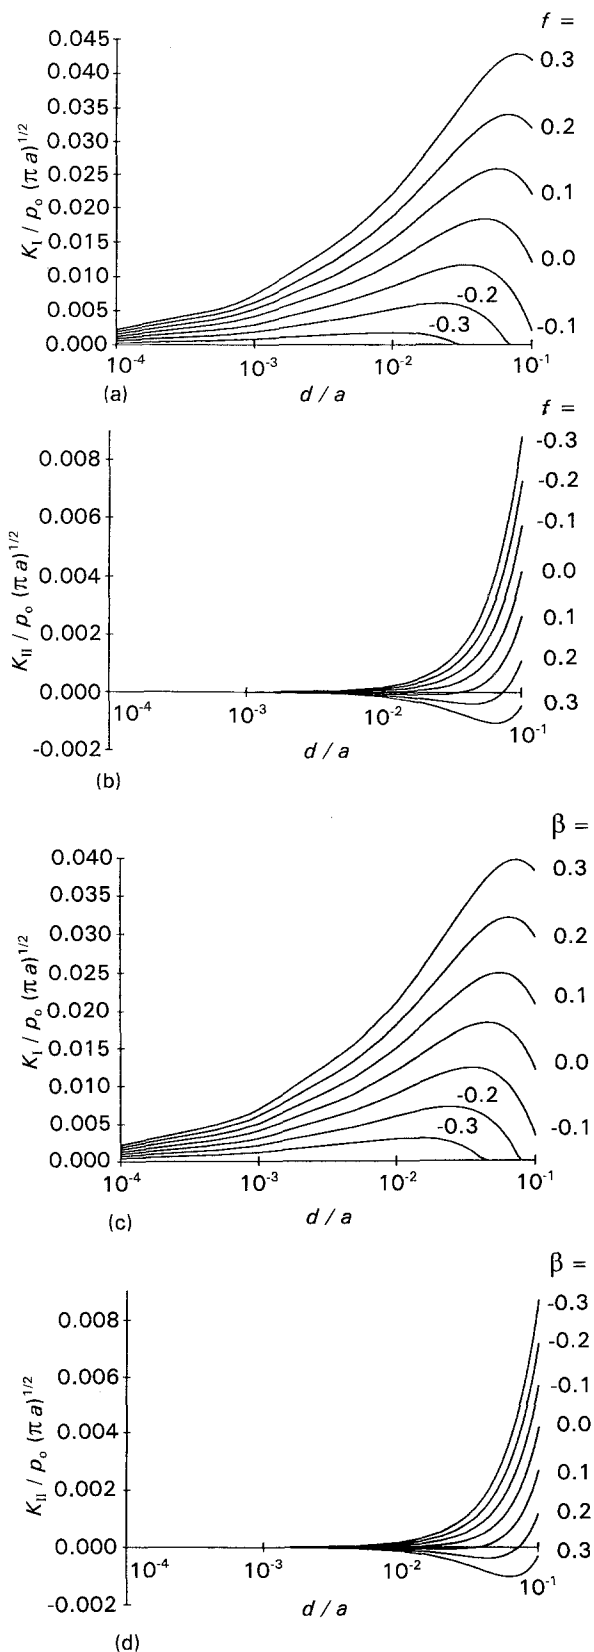 f =
0.045
0.040
0.035
0.030
0.025
0.020
0.015
0.010
0.005
0.000
K_I / p_o (π a)^{1/2}
0.3
0.2
0.1
0.0
-0.2
-0.3
-0.1
10^{-4} 10^{-3} 10^{-2} 10^{-1}
d / a
(a)
f =
0.008
0.006
0.004
0.002
0.000
-0.002
K_{II} / p_o (π a)^{1/2}
-0.3
-0.2
-0.1
0.0
0.1
0.2
0.3
10^{-4} 10^{-3} 10^{-2} 10^{-1}
d / a
(b)
β =
0.040
0.035
0.030
0.025
0.020
0.015
0.010
0.005
0.000
K_I / p_o (π a)^{1/2}
0.3
0.2
0.1
0.0
-0.2
-0.3
-0.1
10^{-4} 10^{-3} 10^{-2} 10^{-1}
d / a
(c)
β =
0.008
0.006
0.004
0.002
0.000
-0.002
K_{II} / p_o (π a)^{1/2}
-0.3
-0.2
-0.1
0.0
0.1
0.2
0.3
10^{-4} 10^{-3} 10^{-2} 10^{-1}
d / a
(d)